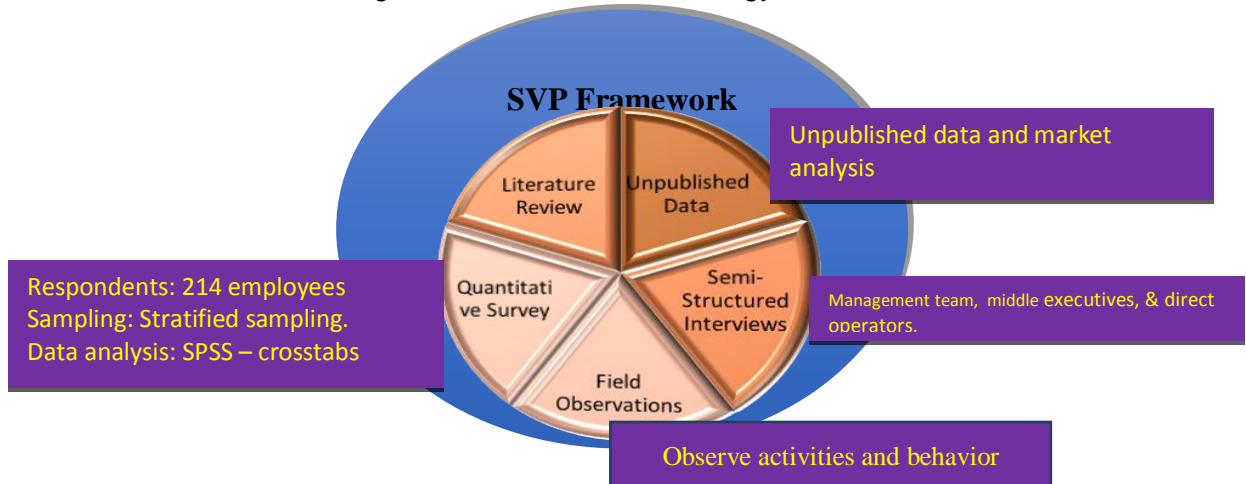 SVP Framework
Unpublished data and market
analysis
Literature
Review
Unpublished
Data
Respondents: 214 employees
Sampling: Stratified sampling.
Data analysis: SPSS – crosstabs
Quantitati
ve Survey
Semi-
Structured
Interviews
Management team, middle executives, & direct
operators.
Field
Observations
Observe activities and behavior